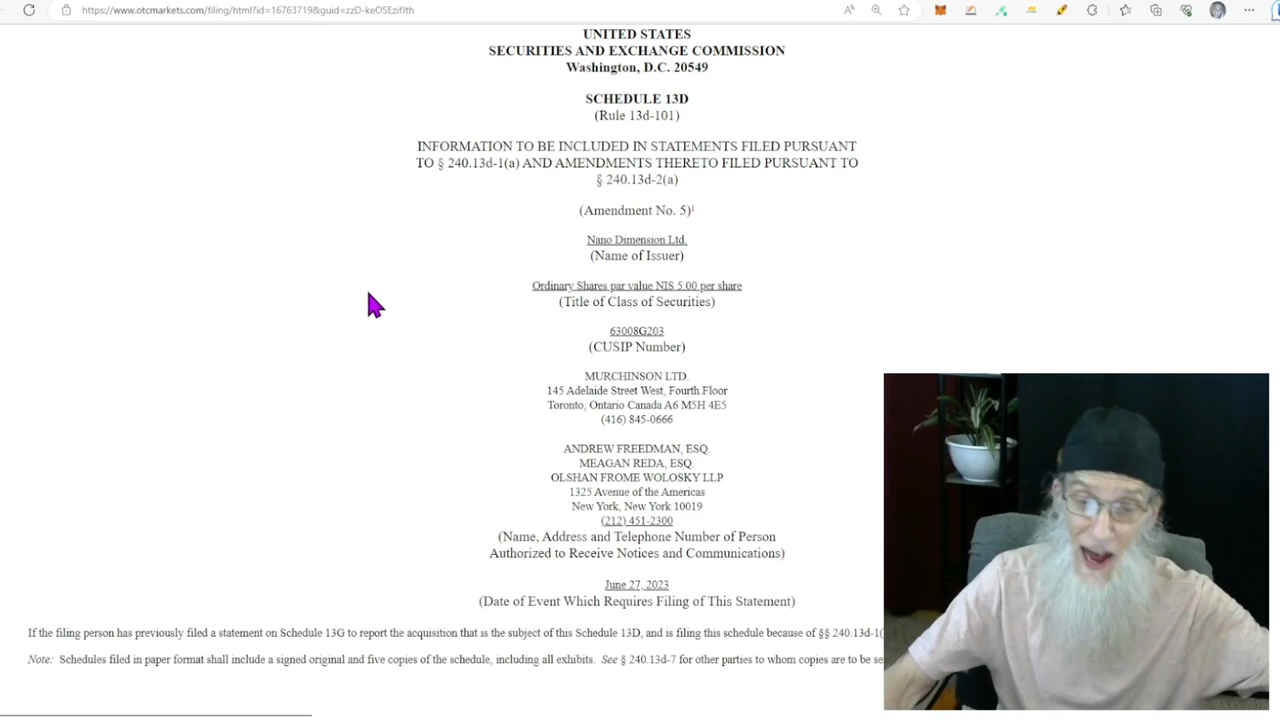 https://www.otcmarkets.com/filing/html?id=16763719&guid=zzD-keOSEzifJth
UNITED STATES
SECURITIES AND EXCHANGE COMMISSION
Washington, D.C. 20549
SCHEDULE 13D
(Rule 13d-101)
INFORMATION TO BE INCLUDED IN STATEMENTS FILED PURSUANT
TO § 240.13d-1(a) AND AMENDMENTS THERETO FILED PURSUANT TO
§ 240.13d-2(a)
(Amendment No. 5)¹
Nano Dimension Ltd.
(Name of Issuer)
Ordinary Shares par value NIS 5.00 per share
(Title of Class of Securities)
63008G203
(CUSIP Number)
MURCHINSON LTD.
145 Adelaide Street West, Fourth Floor
Toronto, Ontario Canada A6 M5H 4E5
(416) 845-0666
ANDREW FREEDMAN, ESQ.
MEAGAN REDA, ESQ.
OLSHAN FROME WOLOSKY LLP
1325 Avenue of the Americas
New York, New York 10019
(212) 451-2300
(Name, Address and Telephone Number of Person
Authorized to Receive Notices and Communications)
June 27, 2023
(Date of Event Which Requires Filing of This Statement)
If the filing person has previously filed a statement on Schedule 13G to report the acquisition that is the subject of this Schedule 13D, and is filing this schedule because of §§ 240.13d-1(
Note: Schedules filed in paper format shall include a signed original and five copies of the schedule, including all exhibits. See § 240.13d-7 for other parties to whom copies are to be se